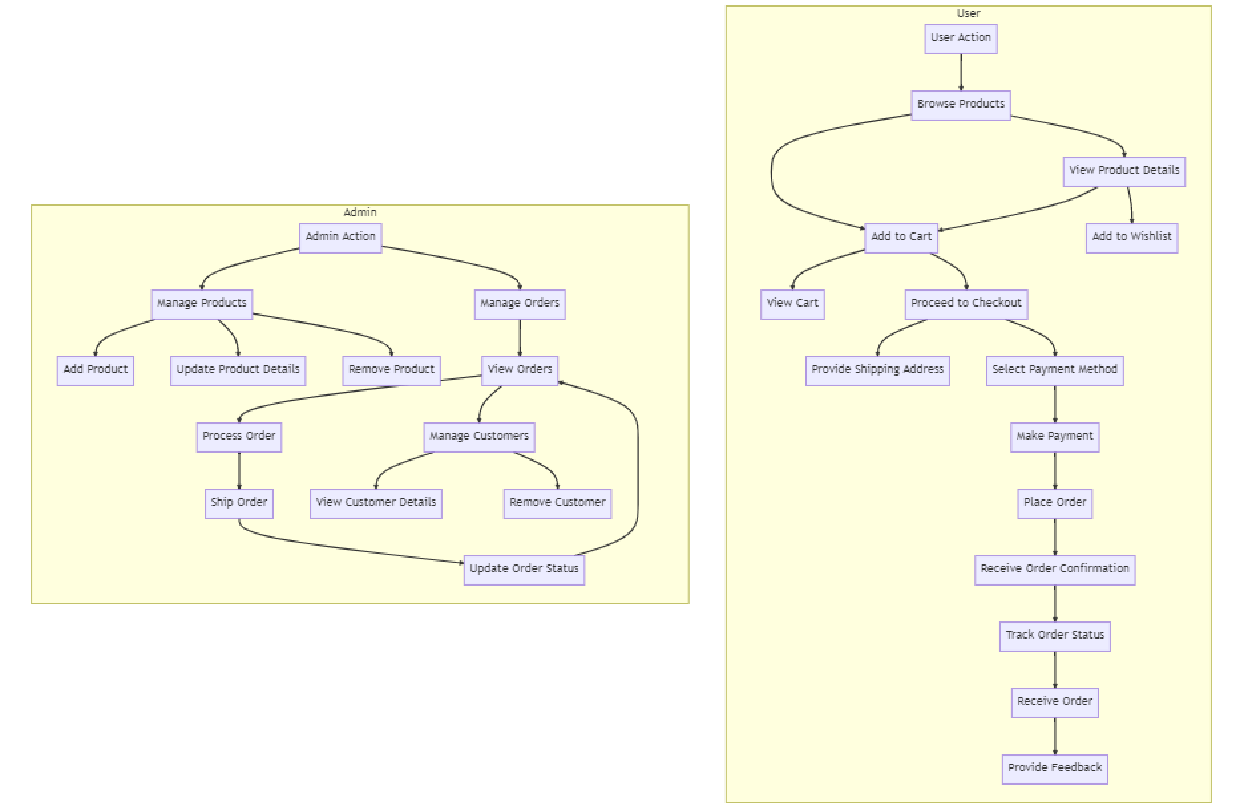 Admin
Admin Action
Manage Products
Manage Orders
Add Product
Update Product Details
Remove Product
View Orders
Process Order
Manage Customers
Ship Order
View Customer Details
Remove Customer
Update Order Status
User
User Action
Browse Products
View Product Details
Add to Cart
Add to Wishlist
View Cart
Proceed to Checkout
Provide Shipping Address
Select Payment Method
Make Payment
Place Order
Receive Order Confirmation
Track Order Status
Receive Order
Provide Feedback